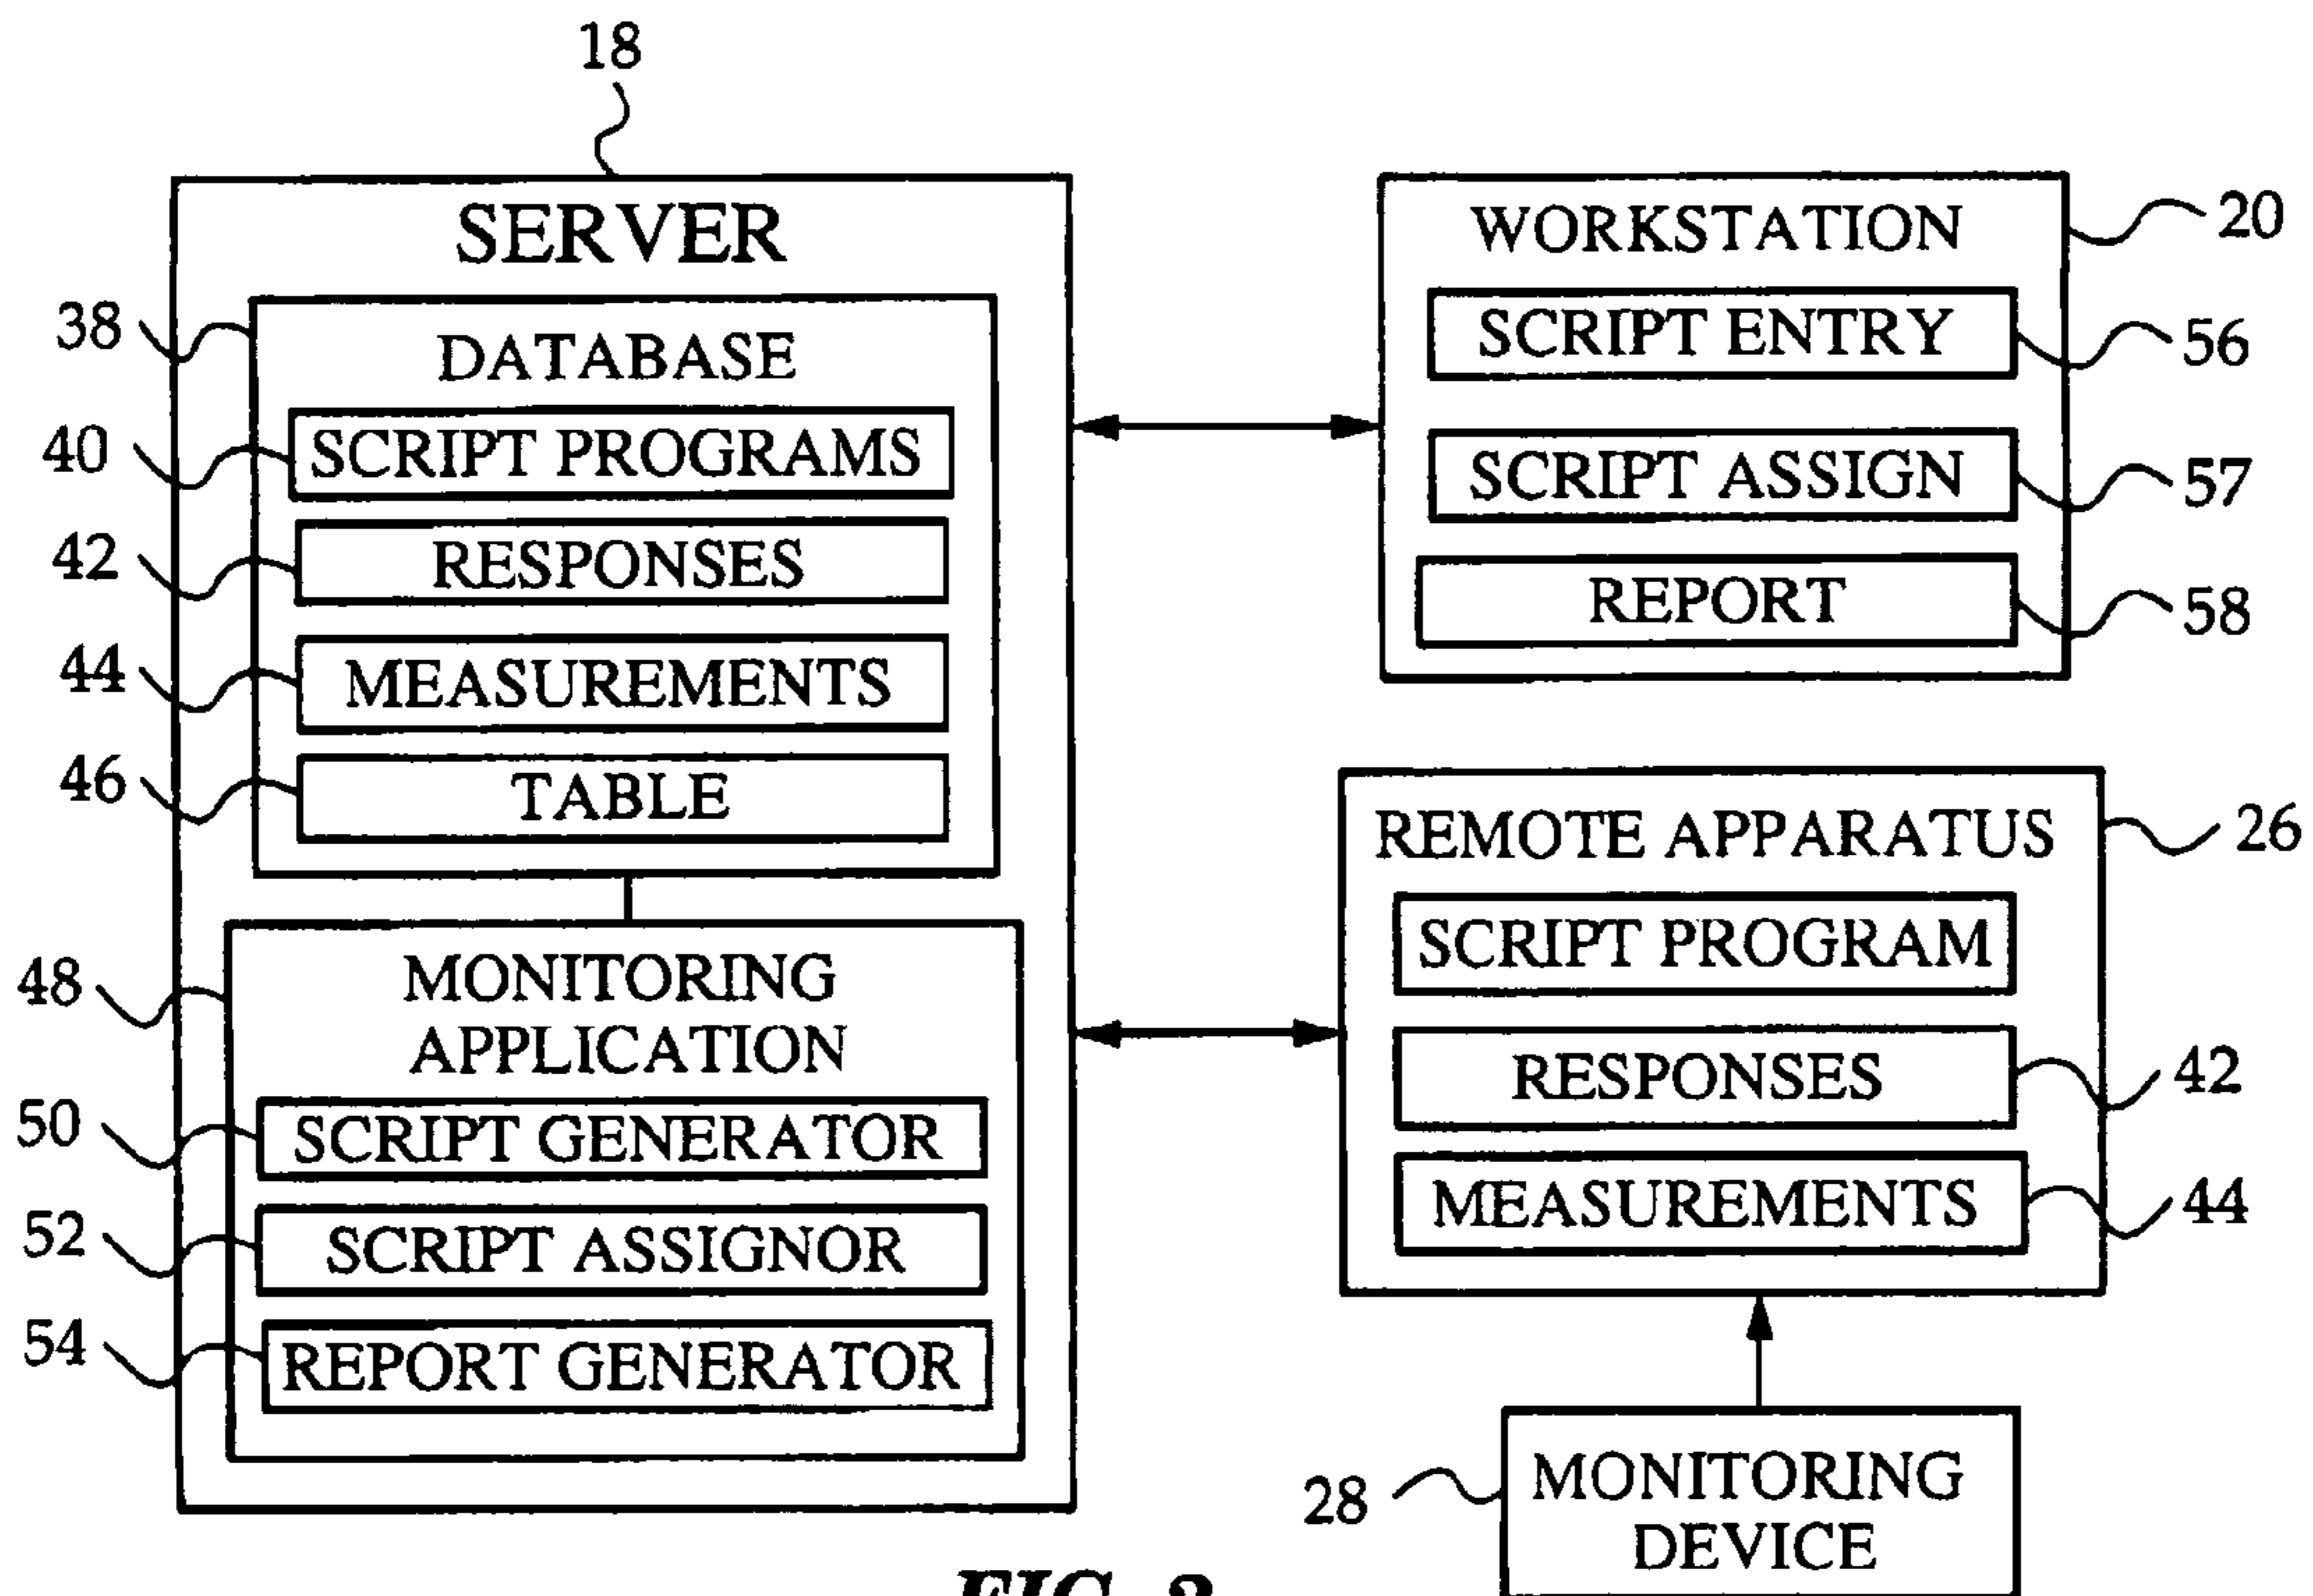 18
SERVER
38
DATABASE
40
SCRIPT PROGRAMS
42
RESPONSES
44
MEASUREMENTS
46
TABLE
48
MONITORING
APPLICATION
50
SCRIPT GENERATOR
52
SCRIPT ASSIGNOR
54
REPORT GENERATOR
WORKSTATION
20
SCRIPT ENTRY
56
SCRIPT ASSIGN
57
REPORT
58
REMOTE APPARATUS
26
SCRIPT PROGRAM
RESPONSES
42
MEASUREMENTS
44
28
MONITORING
DEVICE
FIG.